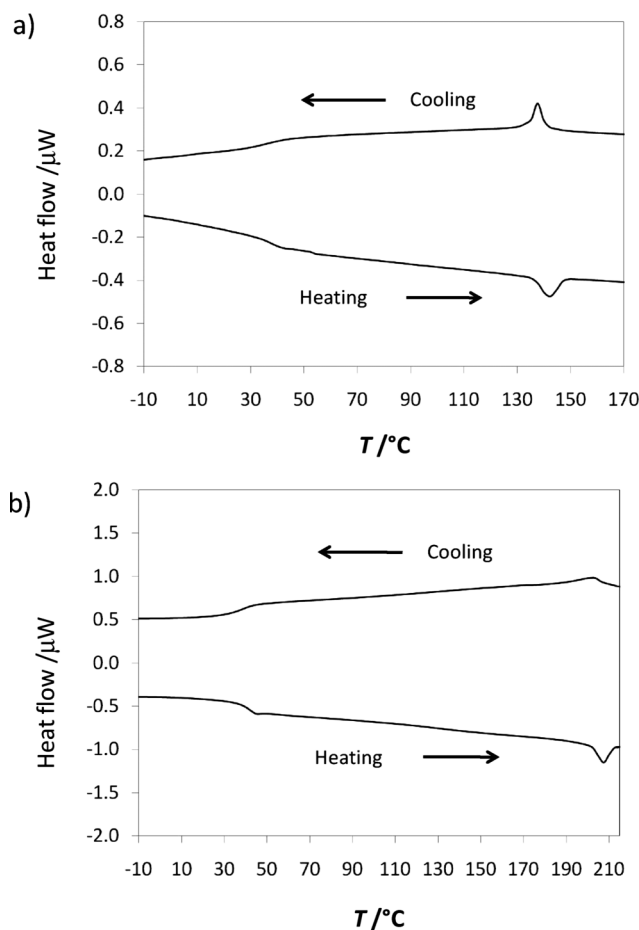 a)
0.8
0.6
0.4
0.2
0.0
-0.2
-0.4
-0.6
-0.8
Heat flow /µW
Cooling
Heating
-10 10 30 50 70 90 110 130 150 170
T /°C
b)
2.0
1.5
1.0
0.5
0.0
-0.5
-1.0
-1.5
-2.0
Heat flow /µW
Cooling
Heating
-10 10 30 50 70 90 110 130 150 170 190 210
T /°C